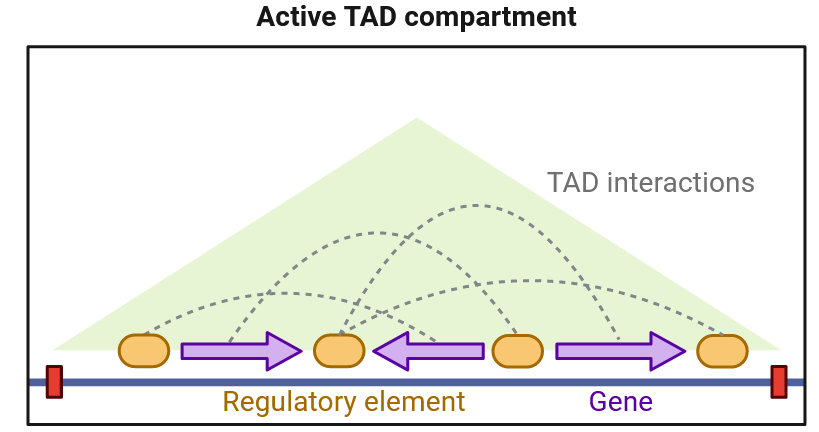 Active TAD compartment
TAD interactions
Regulatory element
Gene